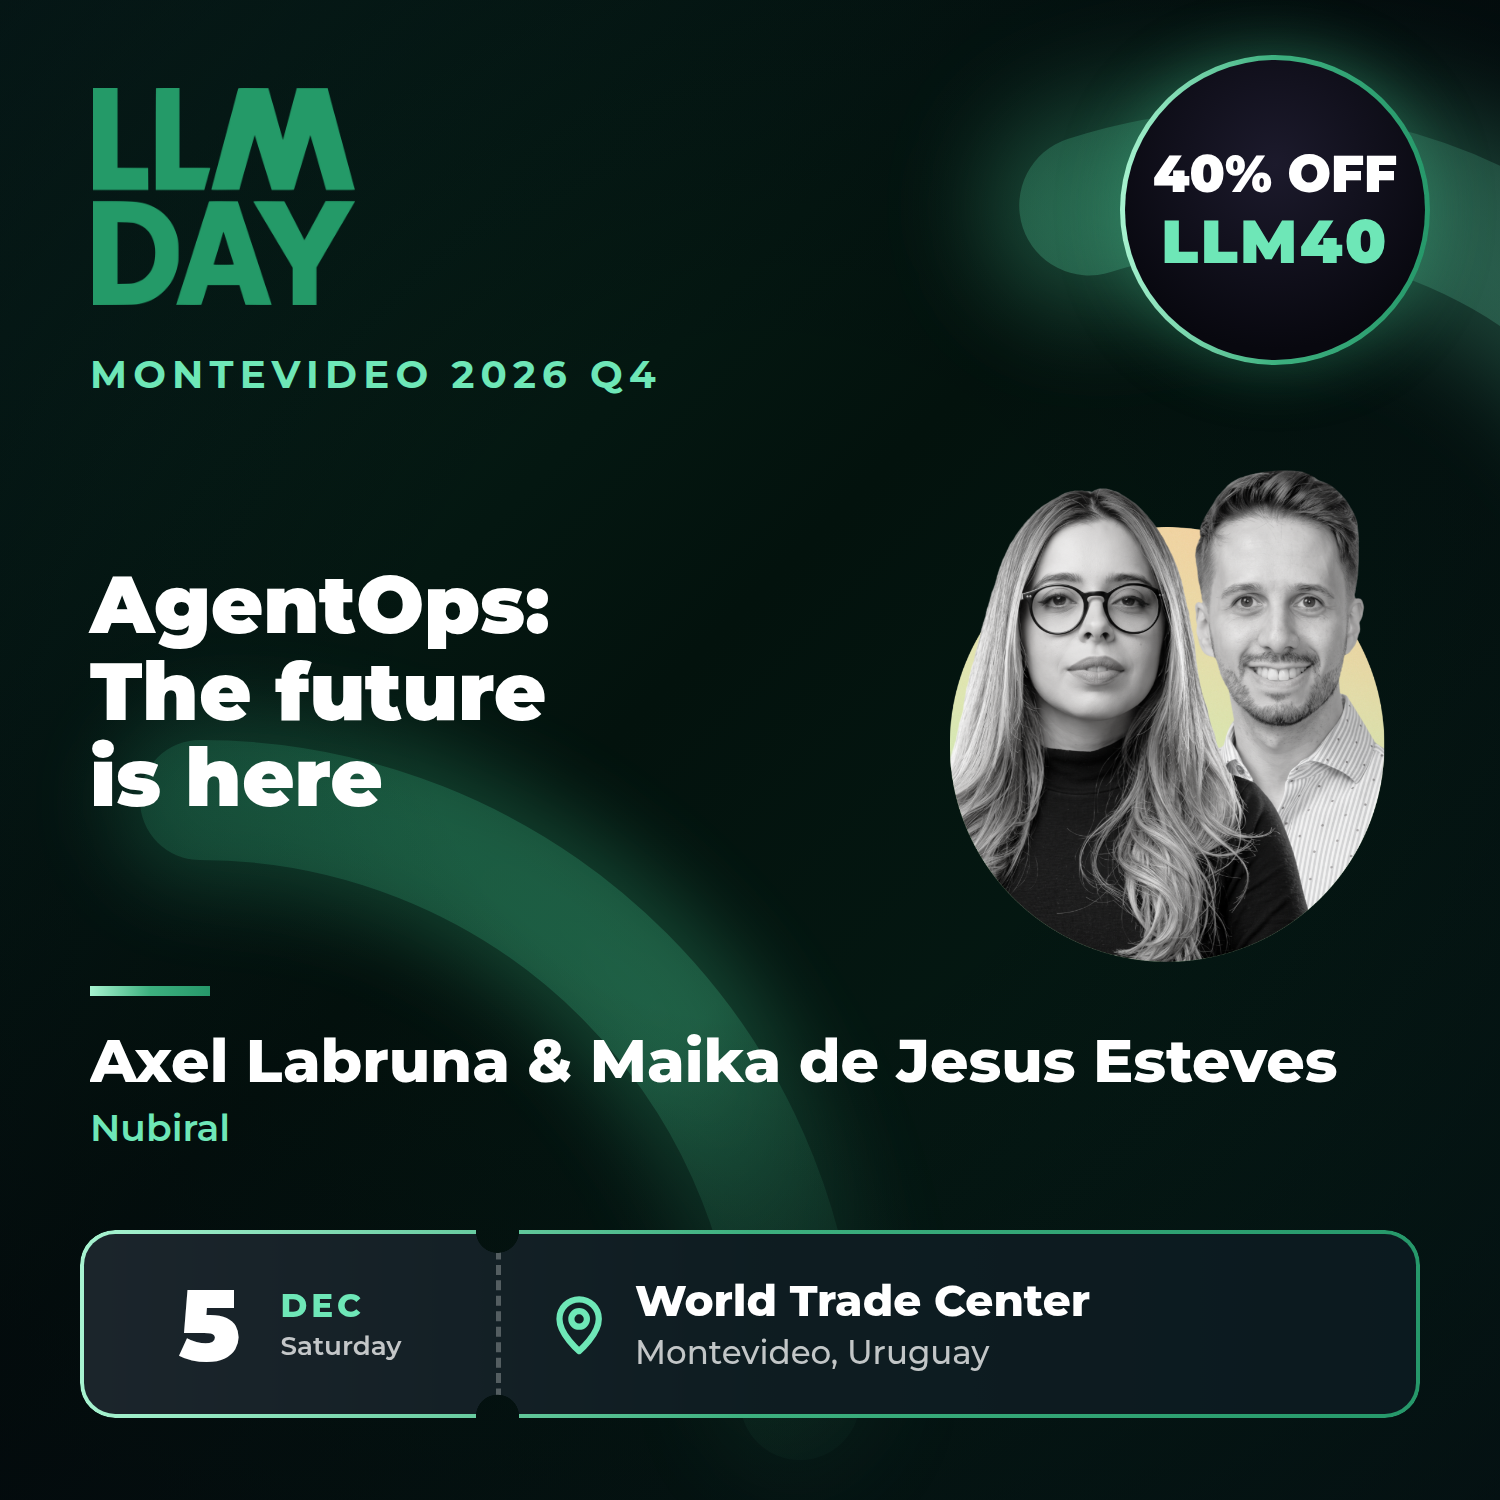 LLM
DAY
MONTEVIDEO 2026 Q4
40% OFF
LLM40
AgentOps:
The future
is here
Axel Labruna & Maika de Jesus Esteves
Nubiral
5
DEC
Saturday
World Trade Center
Montevideo, Uruguay